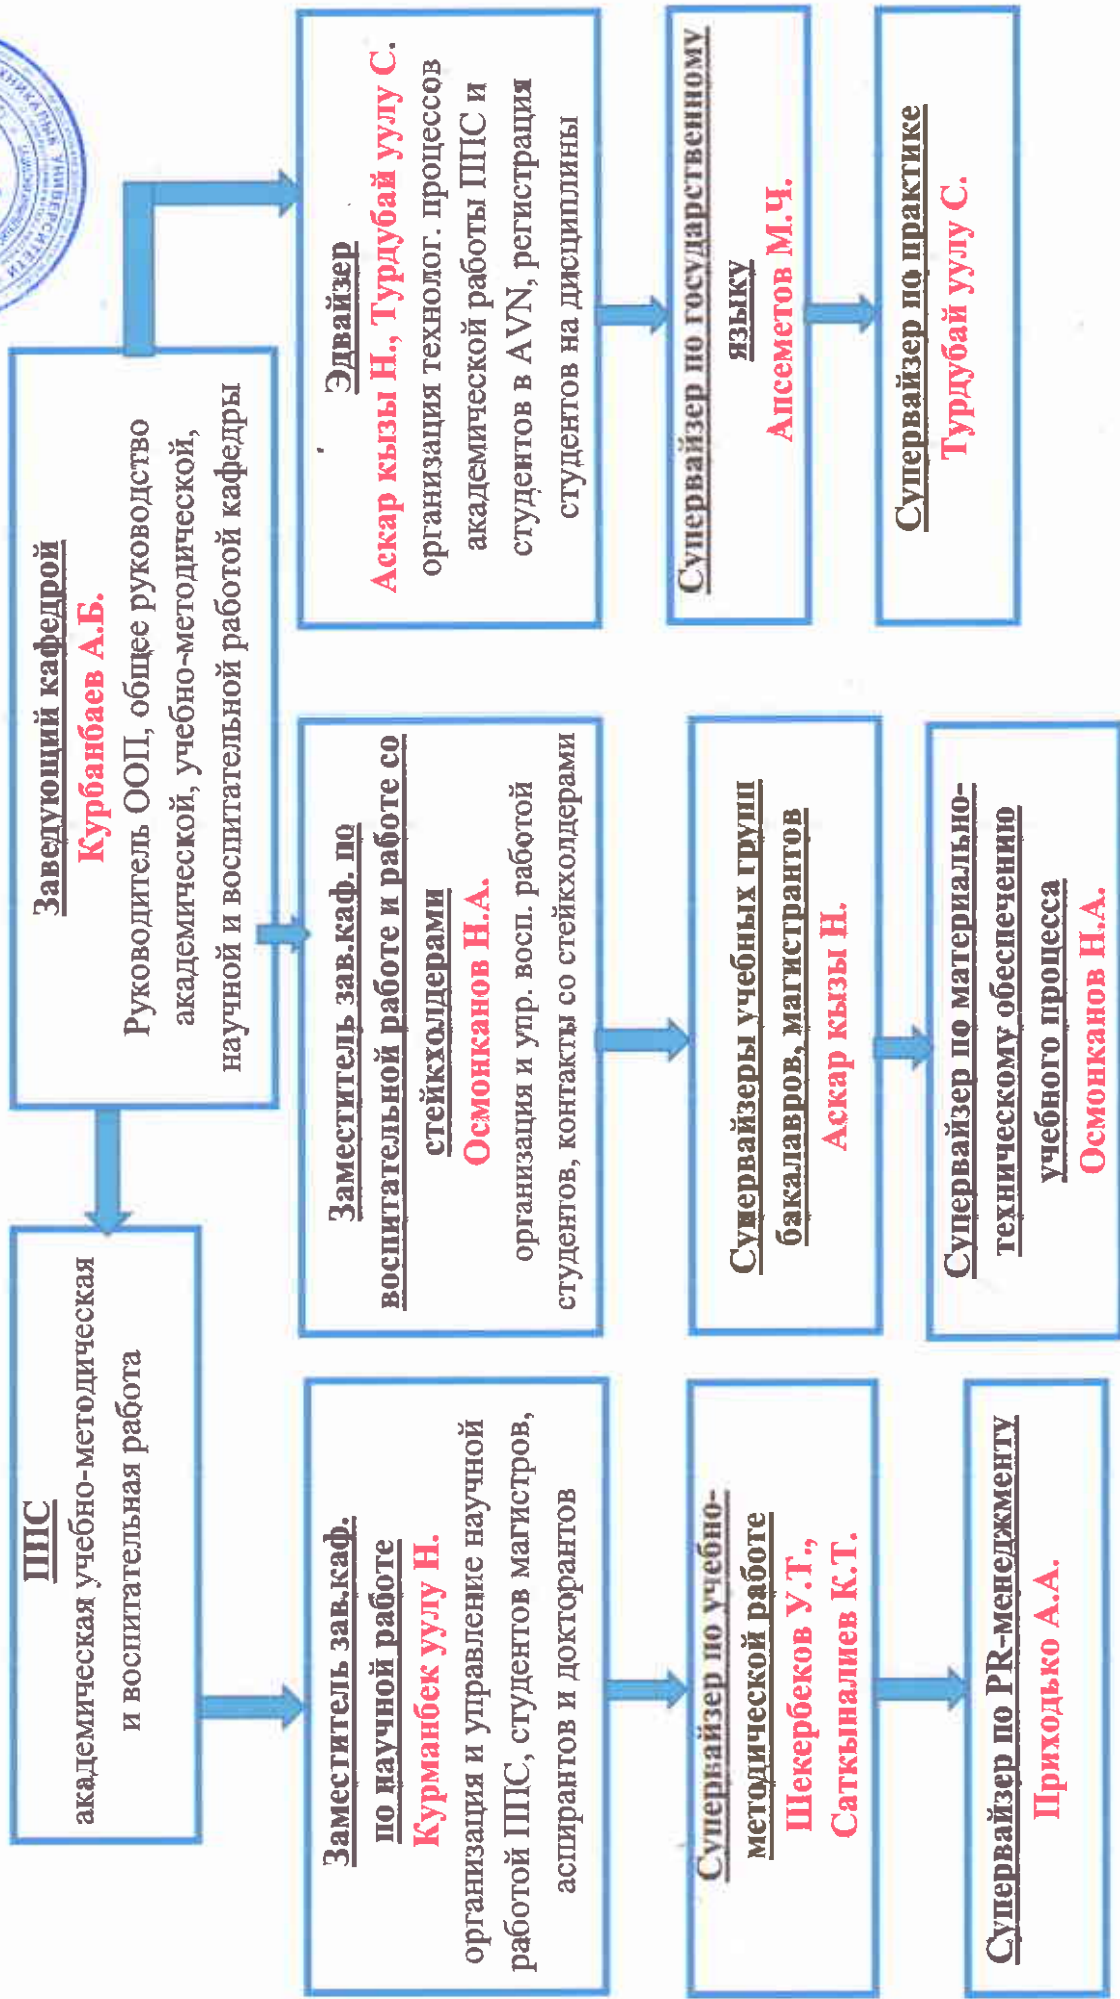 ТЕХНИКАЛЫК УНИВЕРСИТЕТИ
ППС
академическая учебно-методическая
и воспитательная работа
Заведующий кафедрой
Курбанбаев А.Б.
Руководитель ООП, общее руководство
академической, учебно-методической,
научной и воспитательной работой кафедры
Заместитель зав.каф.
по научной работе
Курманбек уулу Н.
организация и управление научной
работой ППС, студентов магистров,
аспирантов и докторантов
Заместитель зав.каф. по
воспитательной работе и работе со
стейкхолдерами
Осмонканов Н.А.
организация и упр. восп. работой
студентов, контакты со стейкхолдерами
Эдвайзер
Аскар кызы Н., Турдубай уулу С.
организация технолог. процессов
академической работы ППС и
студентов в AVN, регистрация
студентов на дисциплины
Супервайзер по учебно-
методической работе
Шекербеков У.Т.,
Саткыналиев К.Т.
Супервайзеры учебных групп
бакалавров, магистрантов
Аскар кызы Н.
Супервайзер по государственному
языку
Апсеметов М.Ч.
Супервайзер по PR-менеджменту
Приходько А.А.
Супервайзер по материально-
техническому обеспечению
учебного процесса
Осмонканов Н.А.
Супервайзер по практике
Турдубай уулу С.